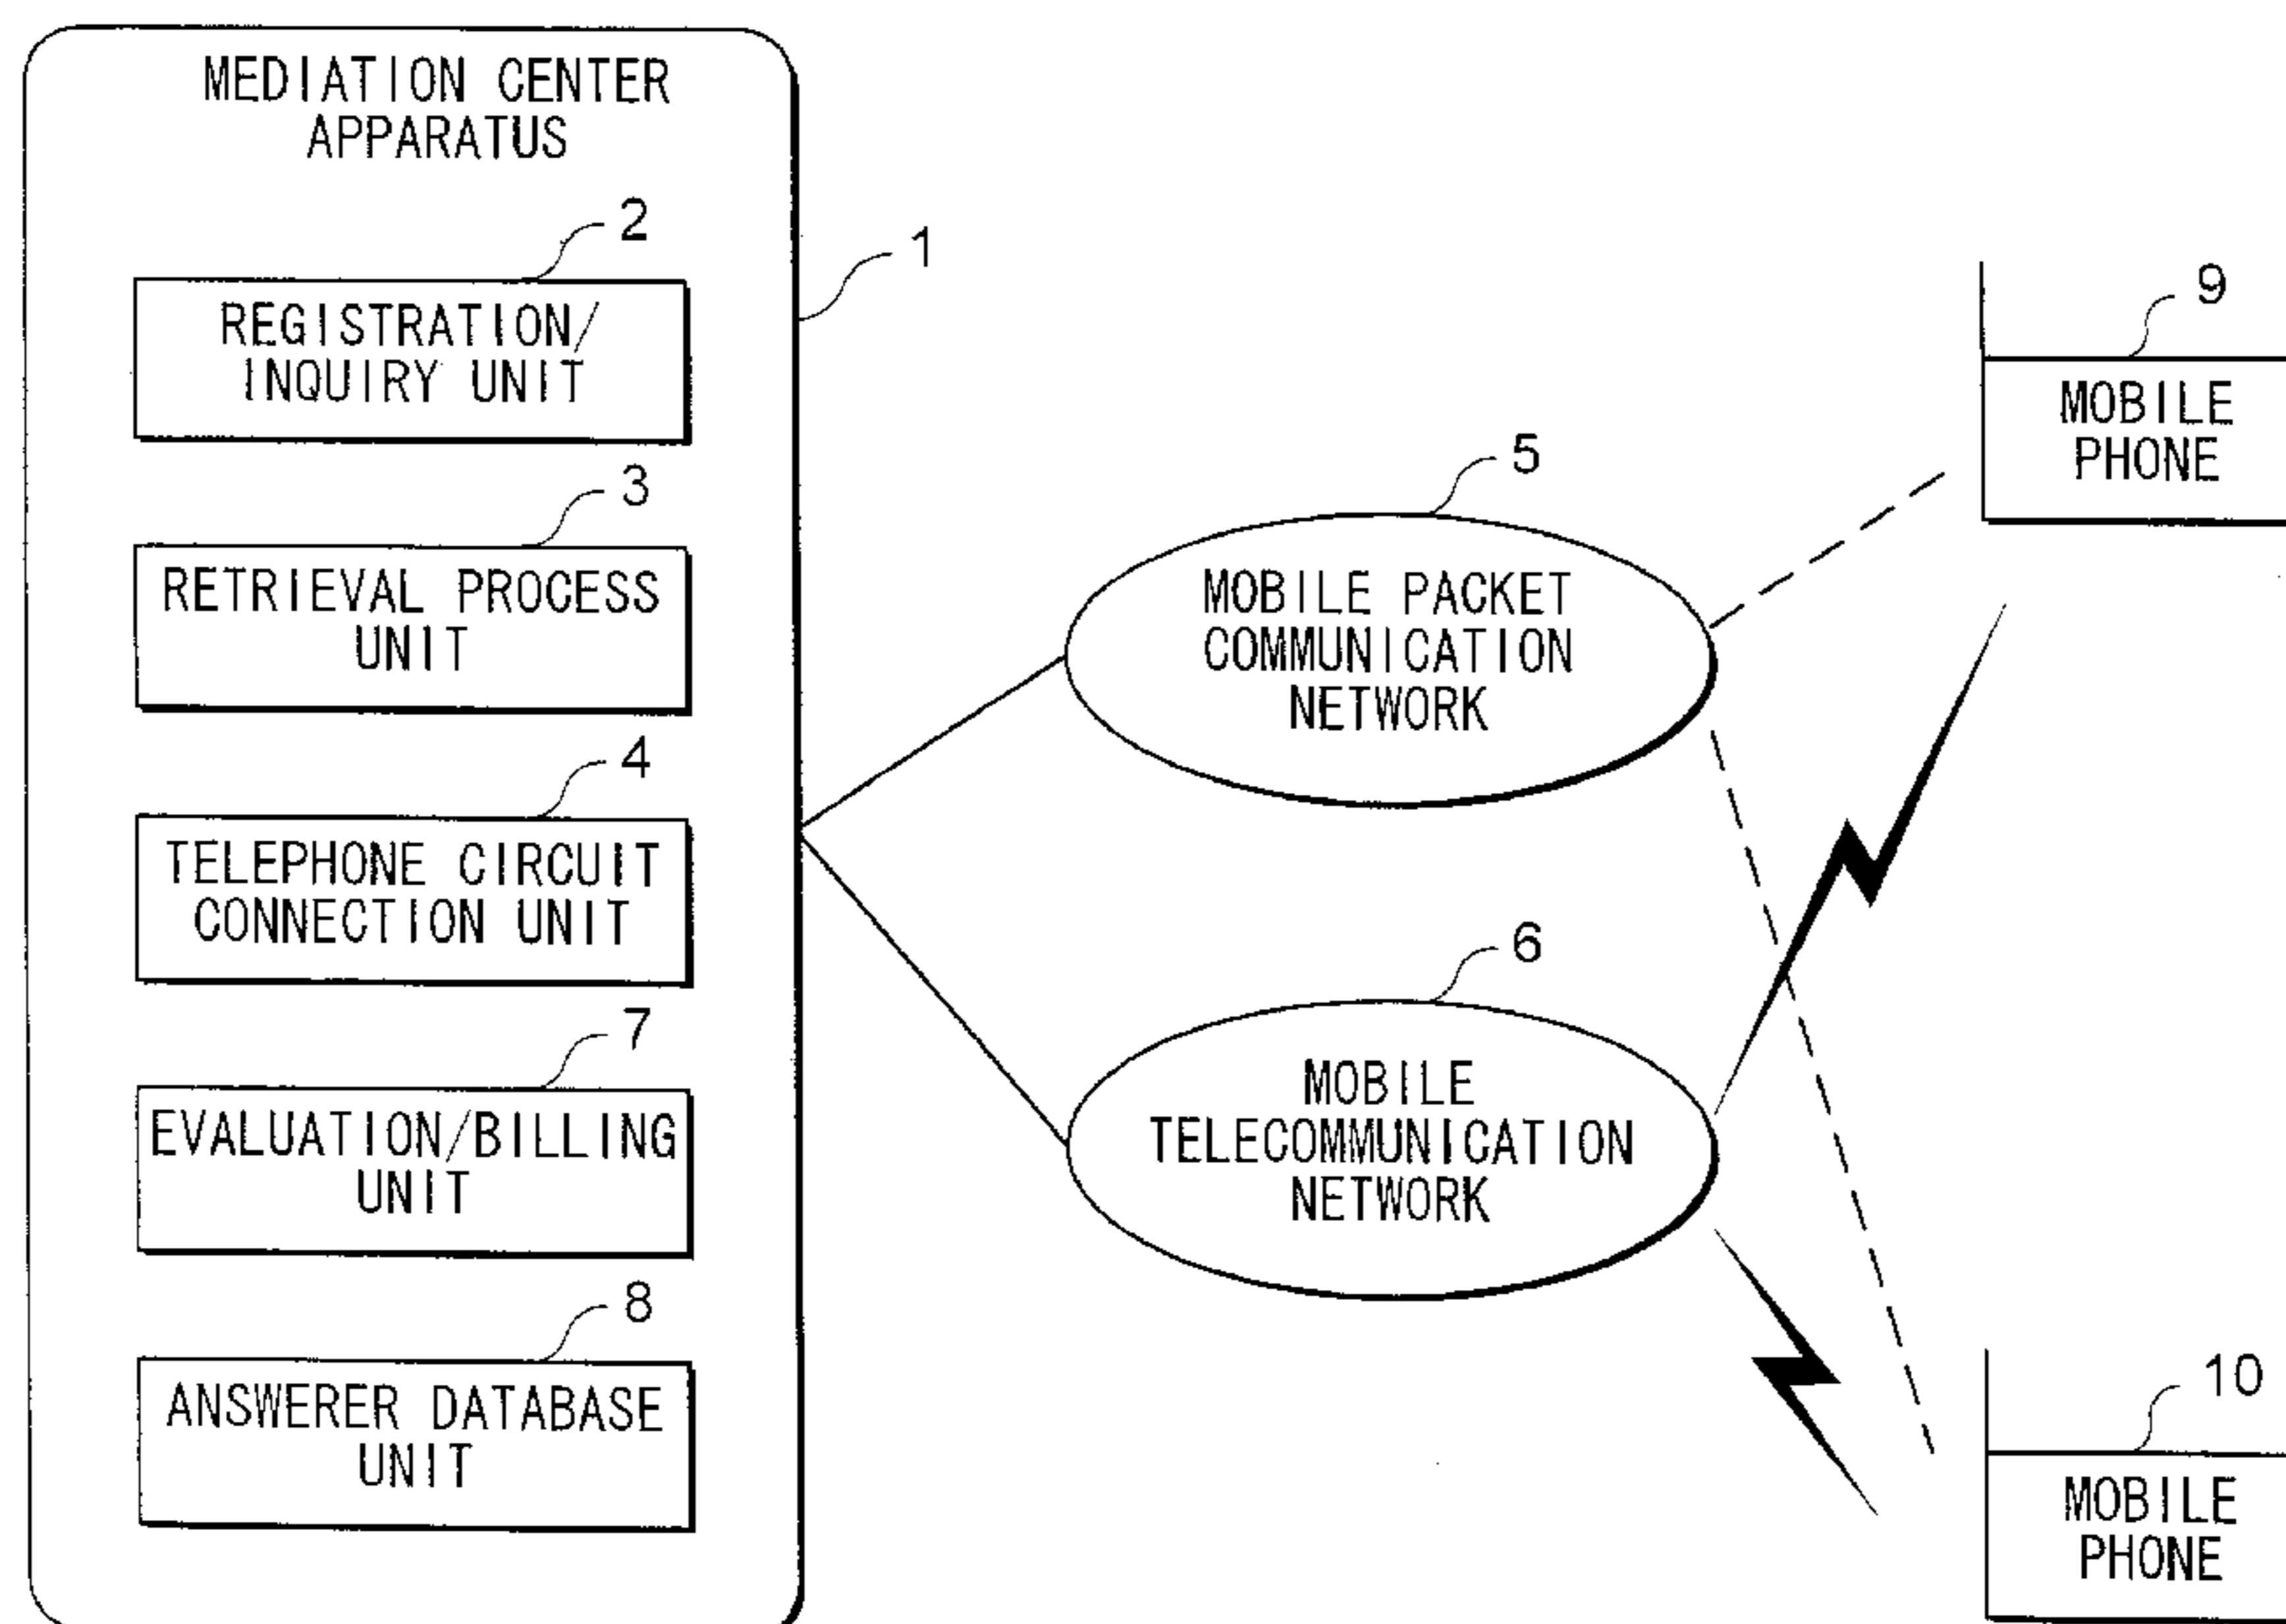 MEDIATION CENTER
APPARATUS
2
1
REGISTRATION/
INQUIRY UNIT
3
RETRIEVAL PROCESS
UNIT
4
TELEPHONE CIRCUIT
CONNECTION UNIT
7
EVALUATION/BILLING
UNIT
8
ANSWERER DATABASE
UNIT
5
MOBILE PACKET
COMMUNICATION
NETWORK
6
MOBILE
TELECOMMUNICATION
NETWORK
9
MOBILE
PHONE
10
MOBILE
PHONE